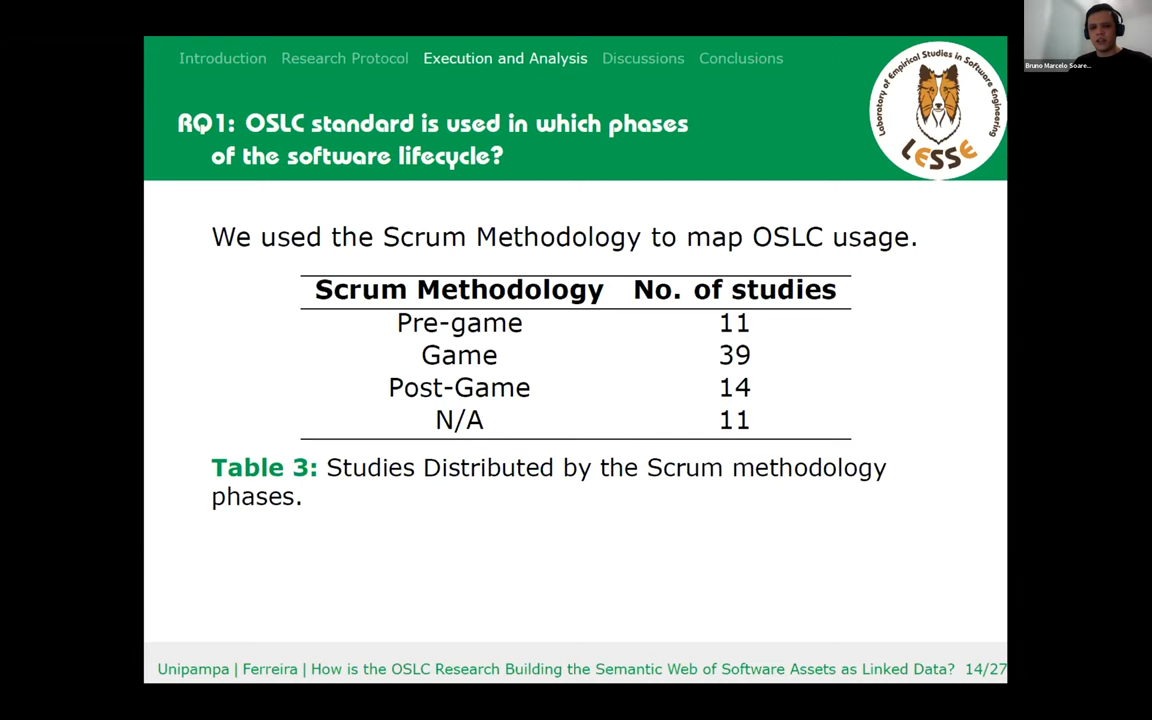 Introduction Research Protocol Execution and Analysis Discussions Conclusions
RQ1: OSLC standard is used in which phases
of the software lifecycle?
Laboratory of Empirical Studies in Software Engineering
LESSE
Bruno Marcelo Soare...
We used the Scrum Methodology to map OSLC usage.
Scrum Methodology No. of studies
Pre-game 11
Game 39
Post-Game 14
N/A 11
Table 3: Studies Distributed by the Scrum methodology
phases.
Unipampa | Ferreira | How is the OSLC Research Building the Semantic Web of Software Assets as Linked Data? 14/27